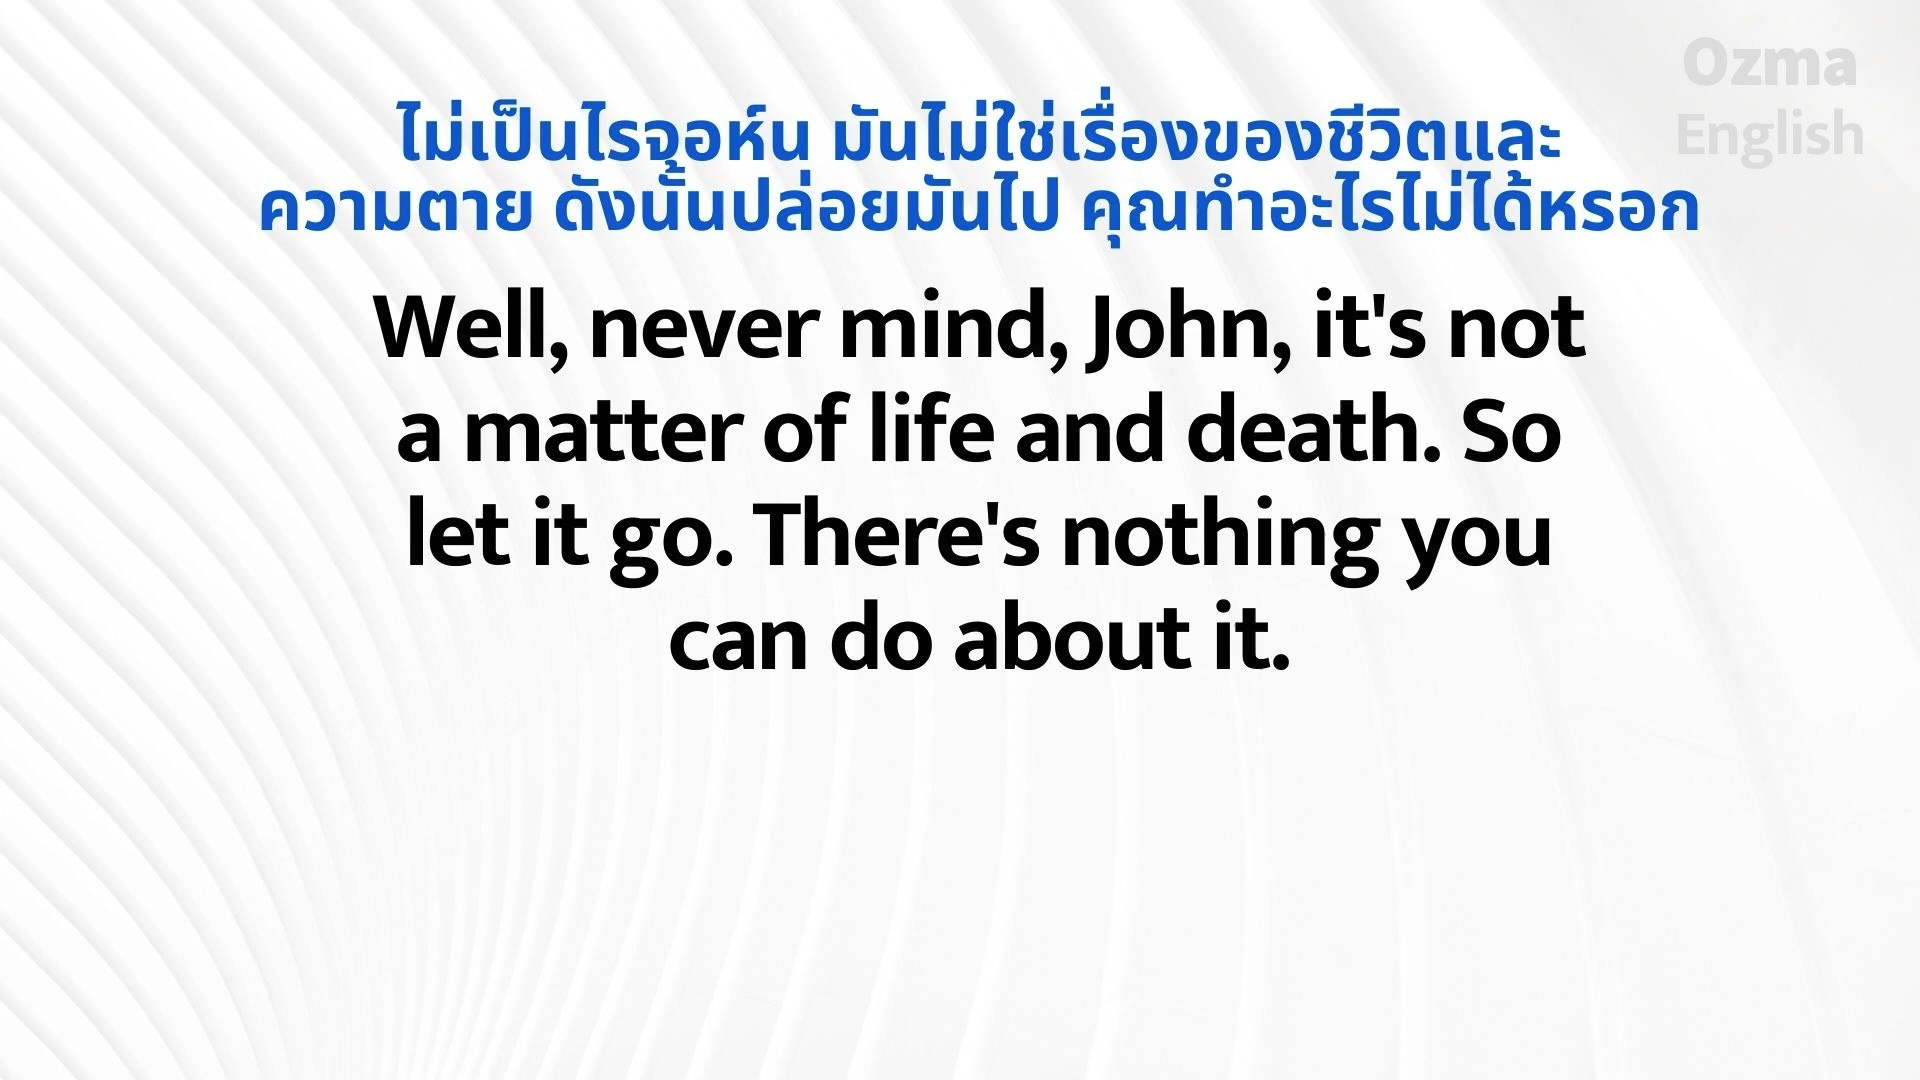 Ozma
English
ไม่เป็นไรจอห์น มันไม่ใช่เรื่องของชีวิตและ
ความตาย ดังนั้นปล่อยมันไป คุณทำอะไรไม่ได้หรอก
Well, never mind, John, it's not
a matter of life and death. So
let it go. There's nothing you
can do about it.